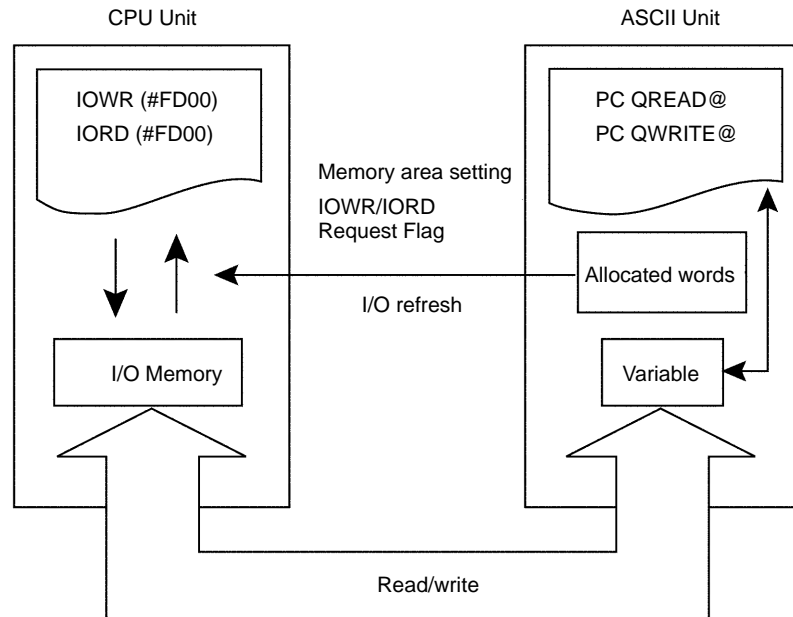 CPU Unit
ASCII Unit
IOWR (#FD00)
IORD (#FD00)
PC QREAD@
PC QWRITE@
Memory area setting
IOWR/IORD
Request Flag
Allocated words
I/O refresh
I/O Memory
Variable
Read/write